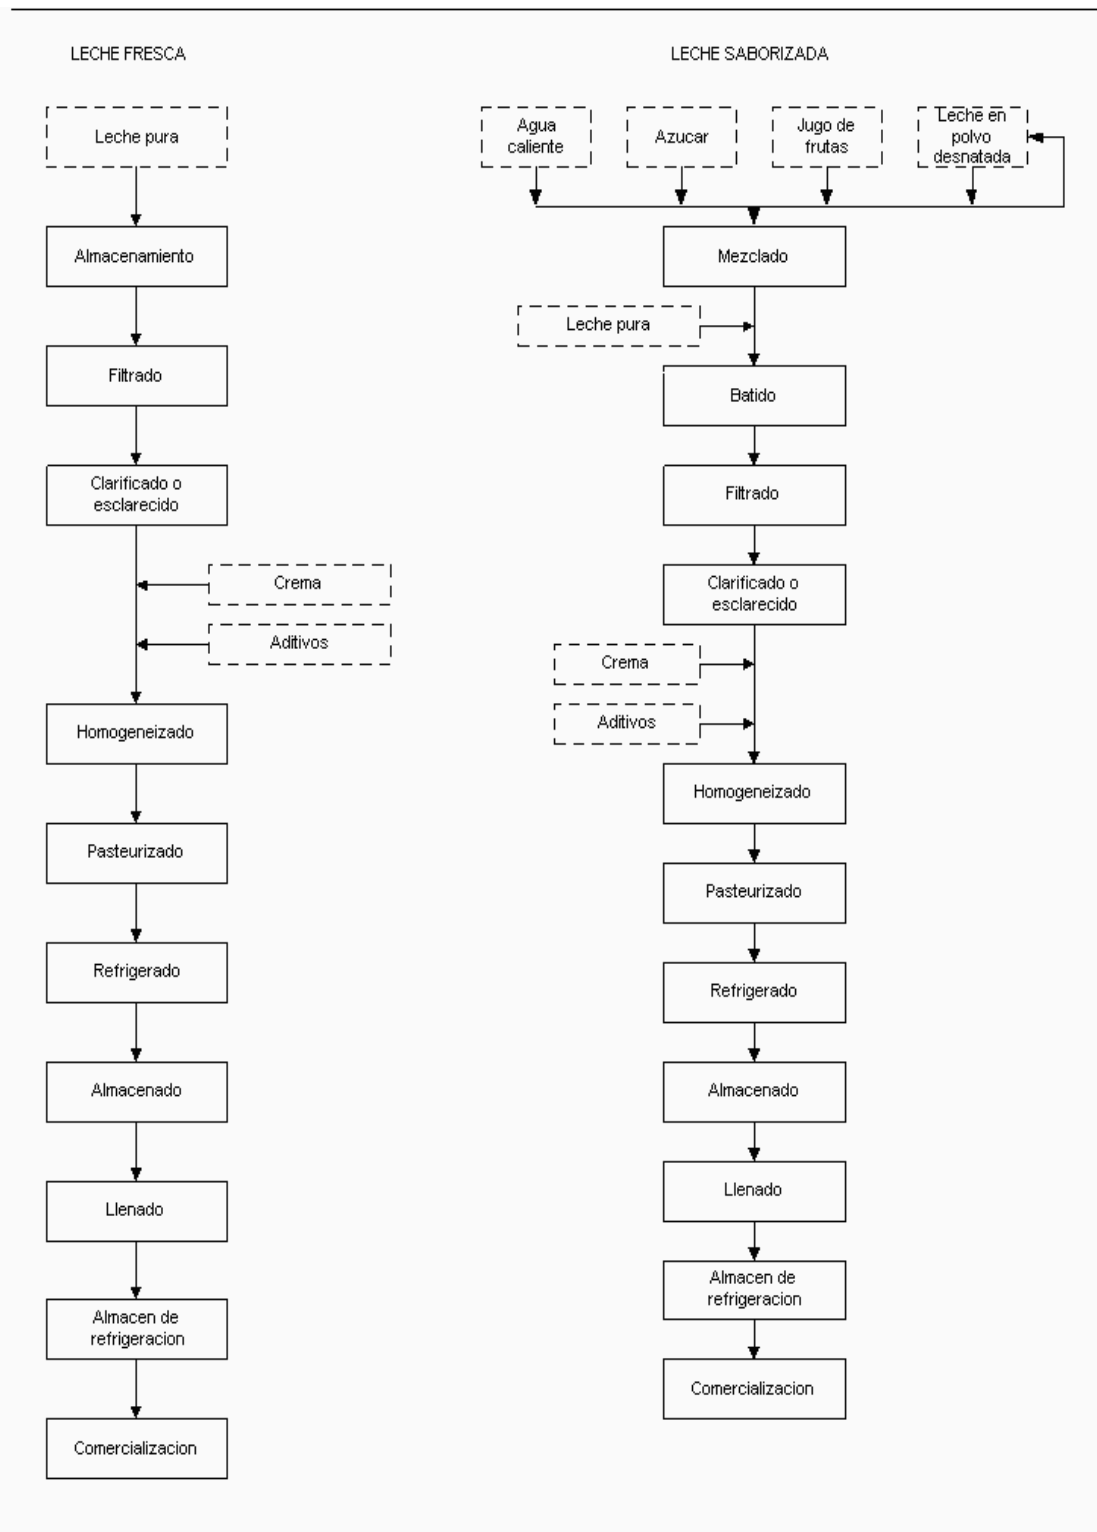 LECHE FRESCA
Leche pura
Almacenamiento
Filtrado
Clarificado o
esclarecido
Crema
Aditivos
Homogeneizado
Pasteurizado
Refrigerado
Almacenado
Llenado
Almacen de
refrigeracion
Comercializacion
LECHE SABORIZADA
Agua
caliente
Azucar
Jugo de
frutas
Leche en
polvo
desnatada
Mezclado
Leche pura
Batido
Filtrado
Clarificado o
esclarecido
Crema
Aditivos
Homogeneizado
Pasteurizado
Refrigerado
Almacenado
Llenado
Almacen de
refrigeracion
Comercializacion